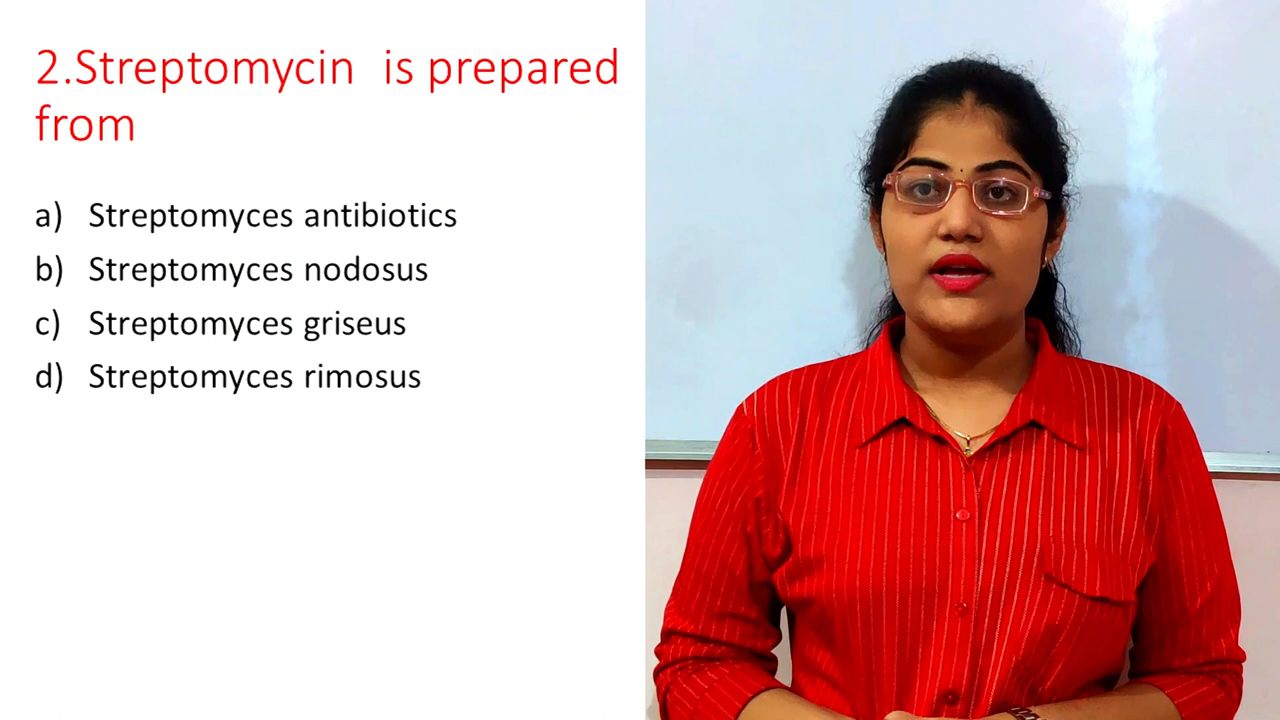 2.Streptomycin is prepared
from
a) Streptomyces antibiotics
b) Streptomyces nodosus
c) Streptomyces griseus
d) Streptomyces rimosus